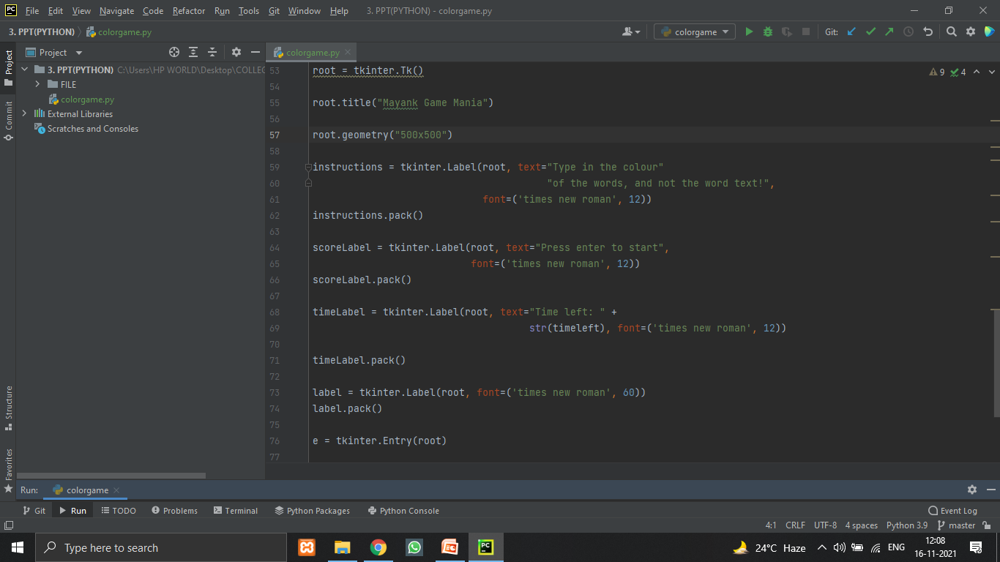 PC File Edit View Navigate Code Refactor Run Tools Git Window Help 3. PPT(PYTHON) - colorgame.py
3. PPT(PYTHON) colorgame.py colorgame Git:
Project Project colorgame.py
3. PPT(PYTHON) C:\Users\HP WORLD\Desktop\COLLEG
FILE
colorgame.py
External Libraries
Scratches and Consoles
Commit
Structure
Favorites
9 4
53 root = tkinter.Tk()
54
55 root.title("Mayank Game Mania")
56
57 root.geometry("500x500")
58
59 instructions = tkinter.Label(root, text="Type in the colour"
60 "of the words, and not the word text!",
61 font=('times new roman', 12))
62 instructions.pack()
63
64 scoreLabel = tkinter.Label(root, text="Press enter to start",
65 font=('times new roman', 12))
66 scoreLabel.pack()
67
68 timeLabel = tkinter.Label(root, text="Time left: " +
69 str(timeleft), font=('times new roman', 12))
70
71 timeLabel.pack()
72
73 label = tkinter.Label(root, font=('times new roman', 60))
74 label.pack()
75
76 e = tkinter.Entry(root)
77
Run: colorgame
Git Run TODO Problems Terminal Python Packages Python Console Event Log
4:1 CRLF UTF-8 4 spaces Python 3.9 master
Type here to search PC 24°C Haze ENG 12:08
16-11-2021